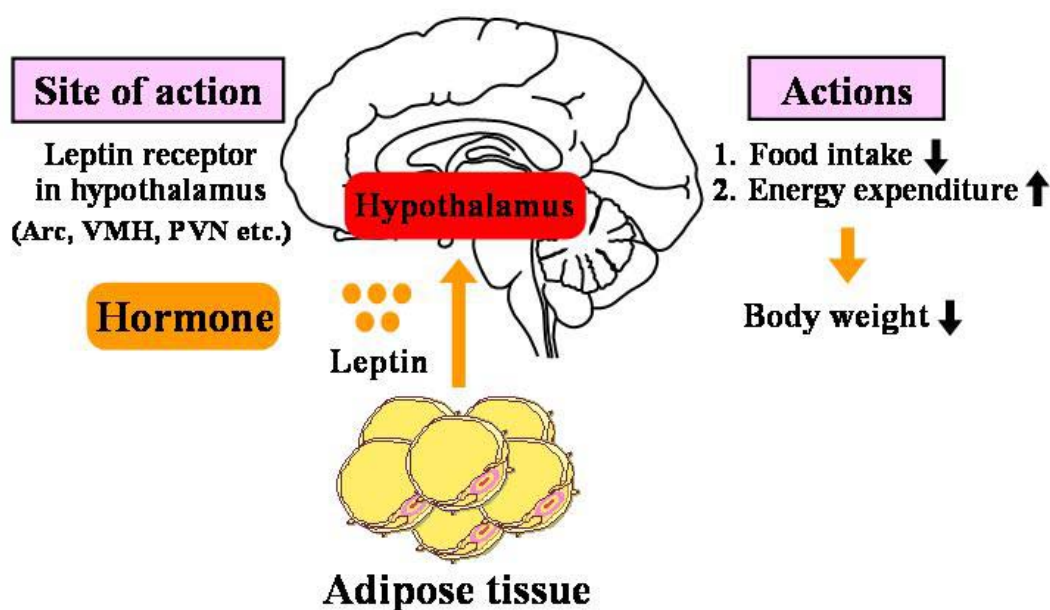 Site of action
Leptin receptor
in hypothalamus
(Arc, VMH, PVN etc.)
Hormone
Hypothalamus
Leptin
Adipose tissue
Actions
1. Food intake ↓
2. Energy expenditure ↑
Body weight ↓